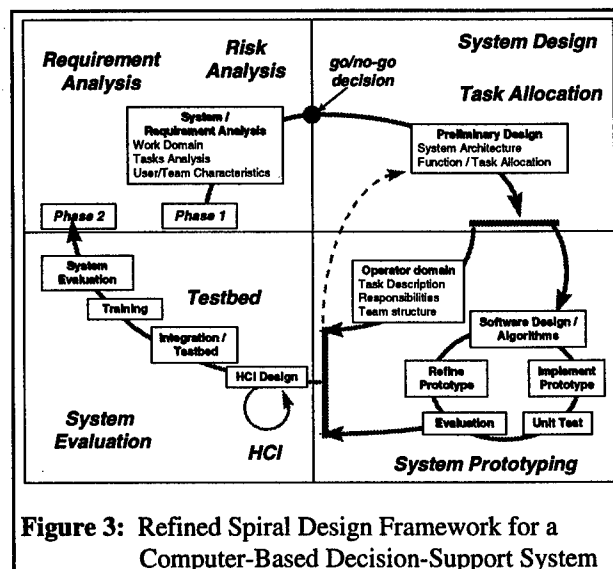 Requirement
Analysis
Risk
Analysis
go/no-go
decision
System Design
Task Allocation
System /
Requirement Analysis
Work Domain
Tasks Analysis
User/Team Characteristics
Preliminary Design
System Architecture
Function / Task Allocation
Phase 2
Phase 1
System
Evaluation
Training
Testbed
Integration /
Testbed
HCI Design
System
Evaluation
HCI
Operator domain
Task Description
Responsibilities
Team structure
Software Design /
Algorithms
Refine
Prototype
Implement
Prototype
Evaluation
Unit Test
System Prototyping
Figure 3: Refined Spiral Design Framework for a
Computer-Based Decision-Support System